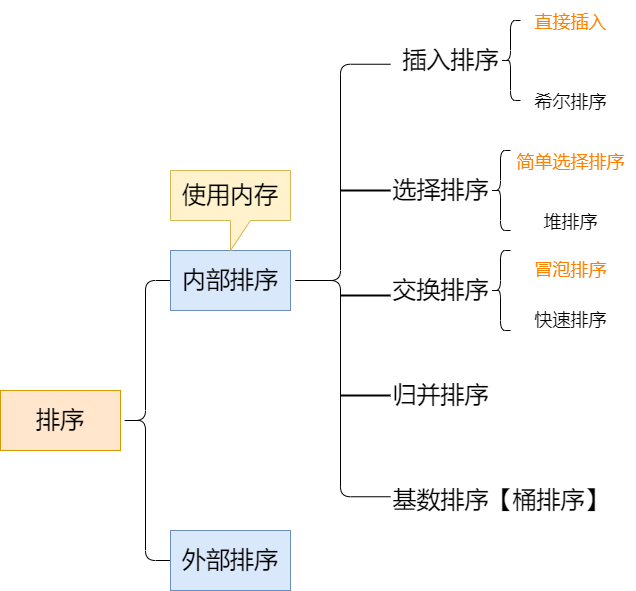 直接插入
插入排序
希尔排序
简单选择排序
选择排序
使用内存
堆排序
内部排序
冒泡排序
交换排序
快速排序
归并排序
排序
基数排序【桶排序】
外部排序